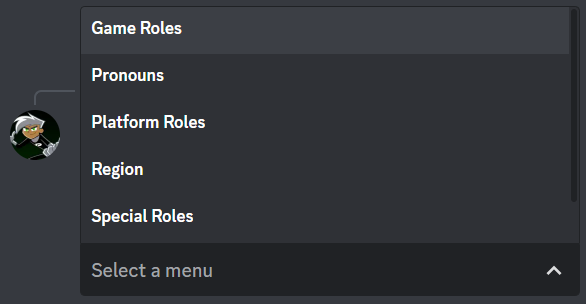 Game Roles
Pronouns
Platform Roles
Region
Special Roles
Select a menu